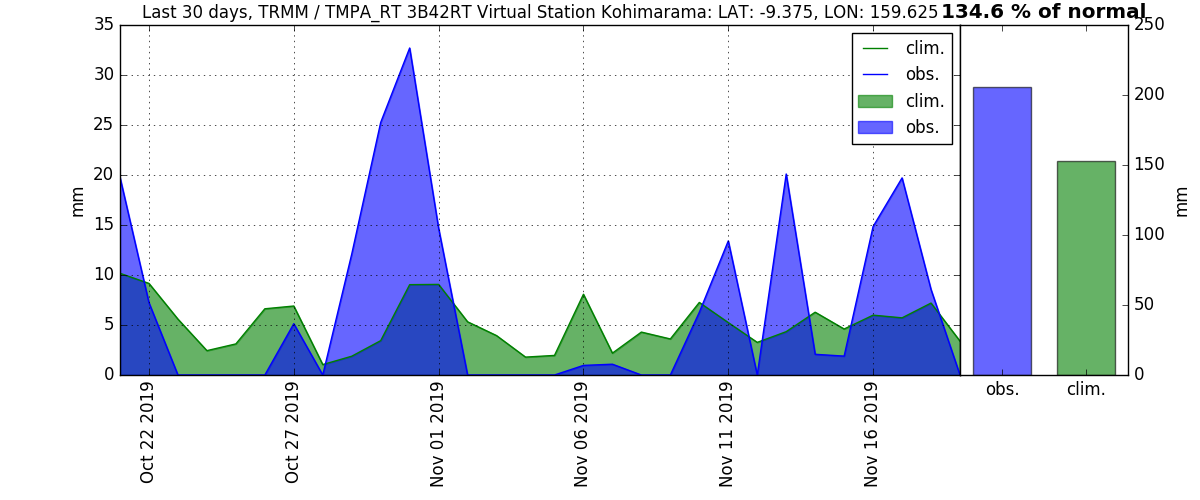 Last 30 days, TRMM / TMPA_RT 3B42RT Virtual Station Kohimarama: LAT: -9.375, LON: 159.625
134.6 % of normal
35
30
25
20
15
10
5
0
mm
clim.
obs.
clim.
obs.
Oct 22 2019
Oct 27 2019
Nov 01 2019
Nov 06 2019
Nov 11 2019
Nov 16 2019
250
200
150
100
50
0
mm
obs.
clim.